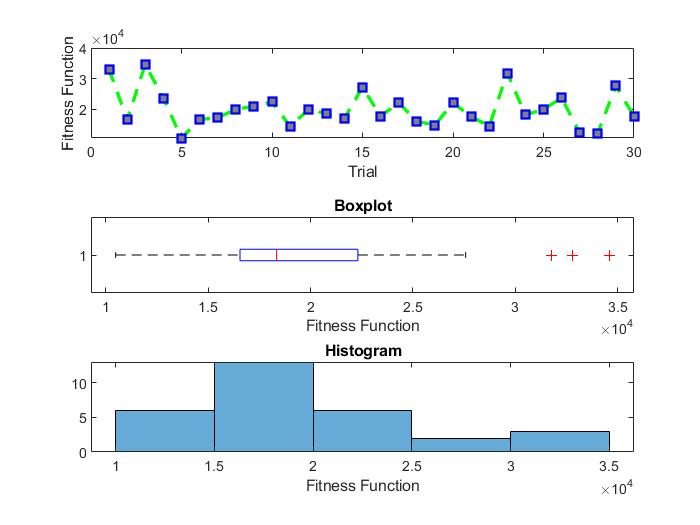 ×10⁴
4
3
2
Fitness Function
0 5 10 15 20 25 30
Trial
Boxplot
1
1 1.5 2 2.5 3 3.5
Fitness Function
×10⁴
Histogram
10
5
0
1 1.5 2 2.5 3 3.5
Fitness Function
×10⁴